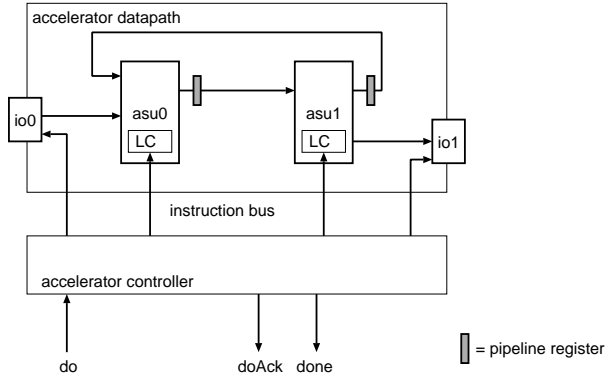 accelerator datapath
asu0
asu1
io0
LC
LC
io1
instruction bus
accelerator controller
do
doAck
done
= pipeline register